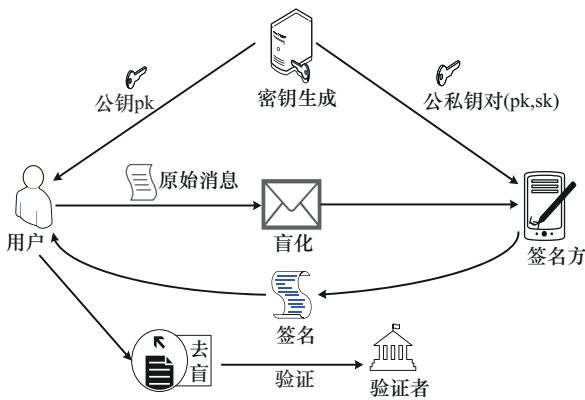 密钥生成
公钥pk
公私钥对(pk,sk)
原始消息
用户
盲化
签名方
签名
去
盲
验证
验证者